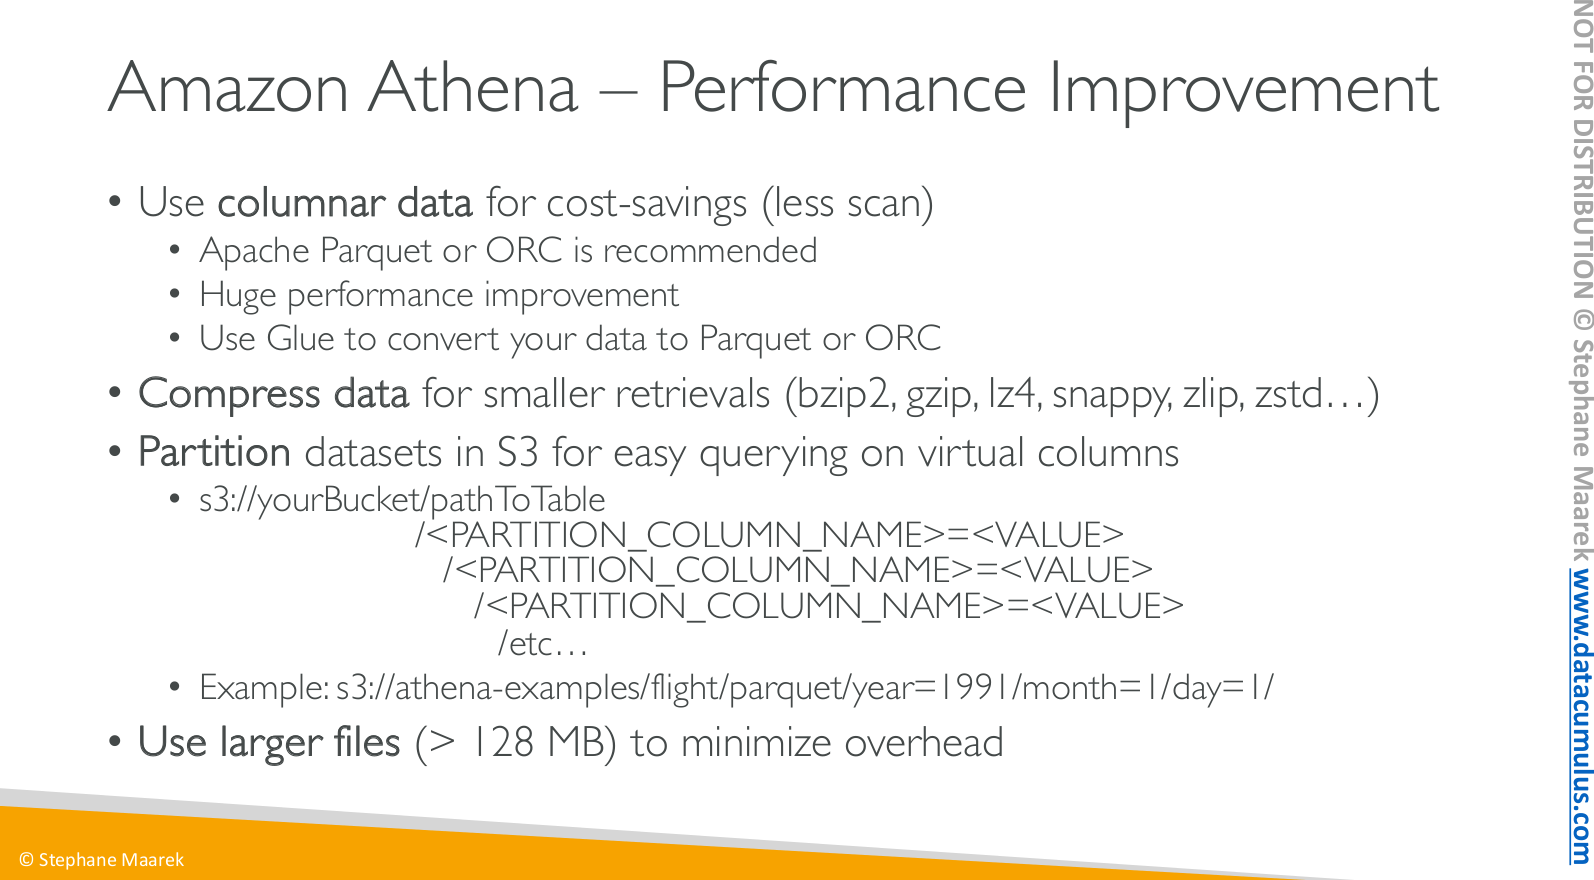 Amazon Athena – Performance Improvement
• Use columnar data for cost-savings (less scan)
• Apache Parquet or ORC is recommended
• Huge performance improvement
• Use Glue to convert your data to Parquet or ORC
• Compress data for smaller retrievals (bzip2, gzip, lz4, snappy, zlip, zstd…)
• Partition datasets in S3 for easy querying on virtual columns
• s3://yourBucket/pathToTable
/<PARTITION_COLUMN_NAME>=<VALUE>
/<PARTITION_COLUMN_NAME>=<VALUE>
/<PARTITION_COLUMN_NAME>=<VALUE>
/etc…
• Example: s3://athena-examples/flight/parquet/year=1991/month=1/day=1/
• Use larger files (> 128 MB) to minimize overhead
© Stephane Maarek
NOT FOR DISTRIBUTION © Stephane Maarek www.datacumulus.com